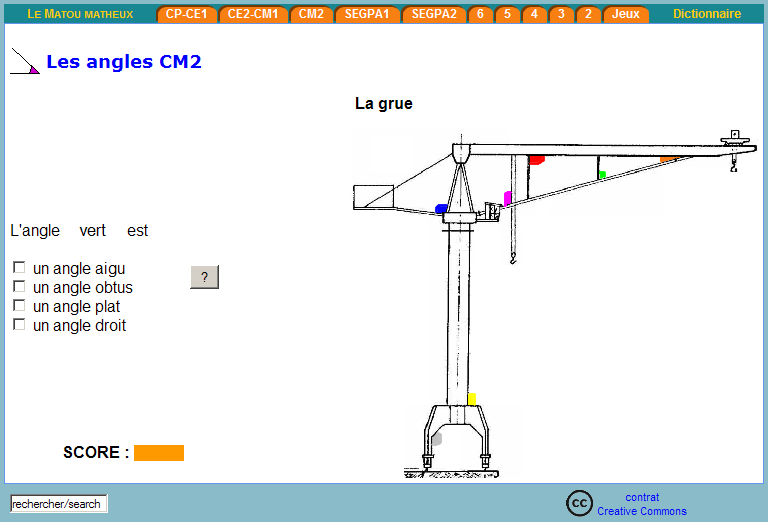 LE MATOU MATHEUX CP-CE1 CE2-CM1 CM2 SEGPA1 SEGPA2 6 5 4 3 2 Jeux Dictionnaire
Les angles CM2
La grue
L'angle vert est
un angle aigu
un angle obtus
un angle plat
un angle droit
?
SCORE :
rechercher/search
cc
contrat
Creative Commons